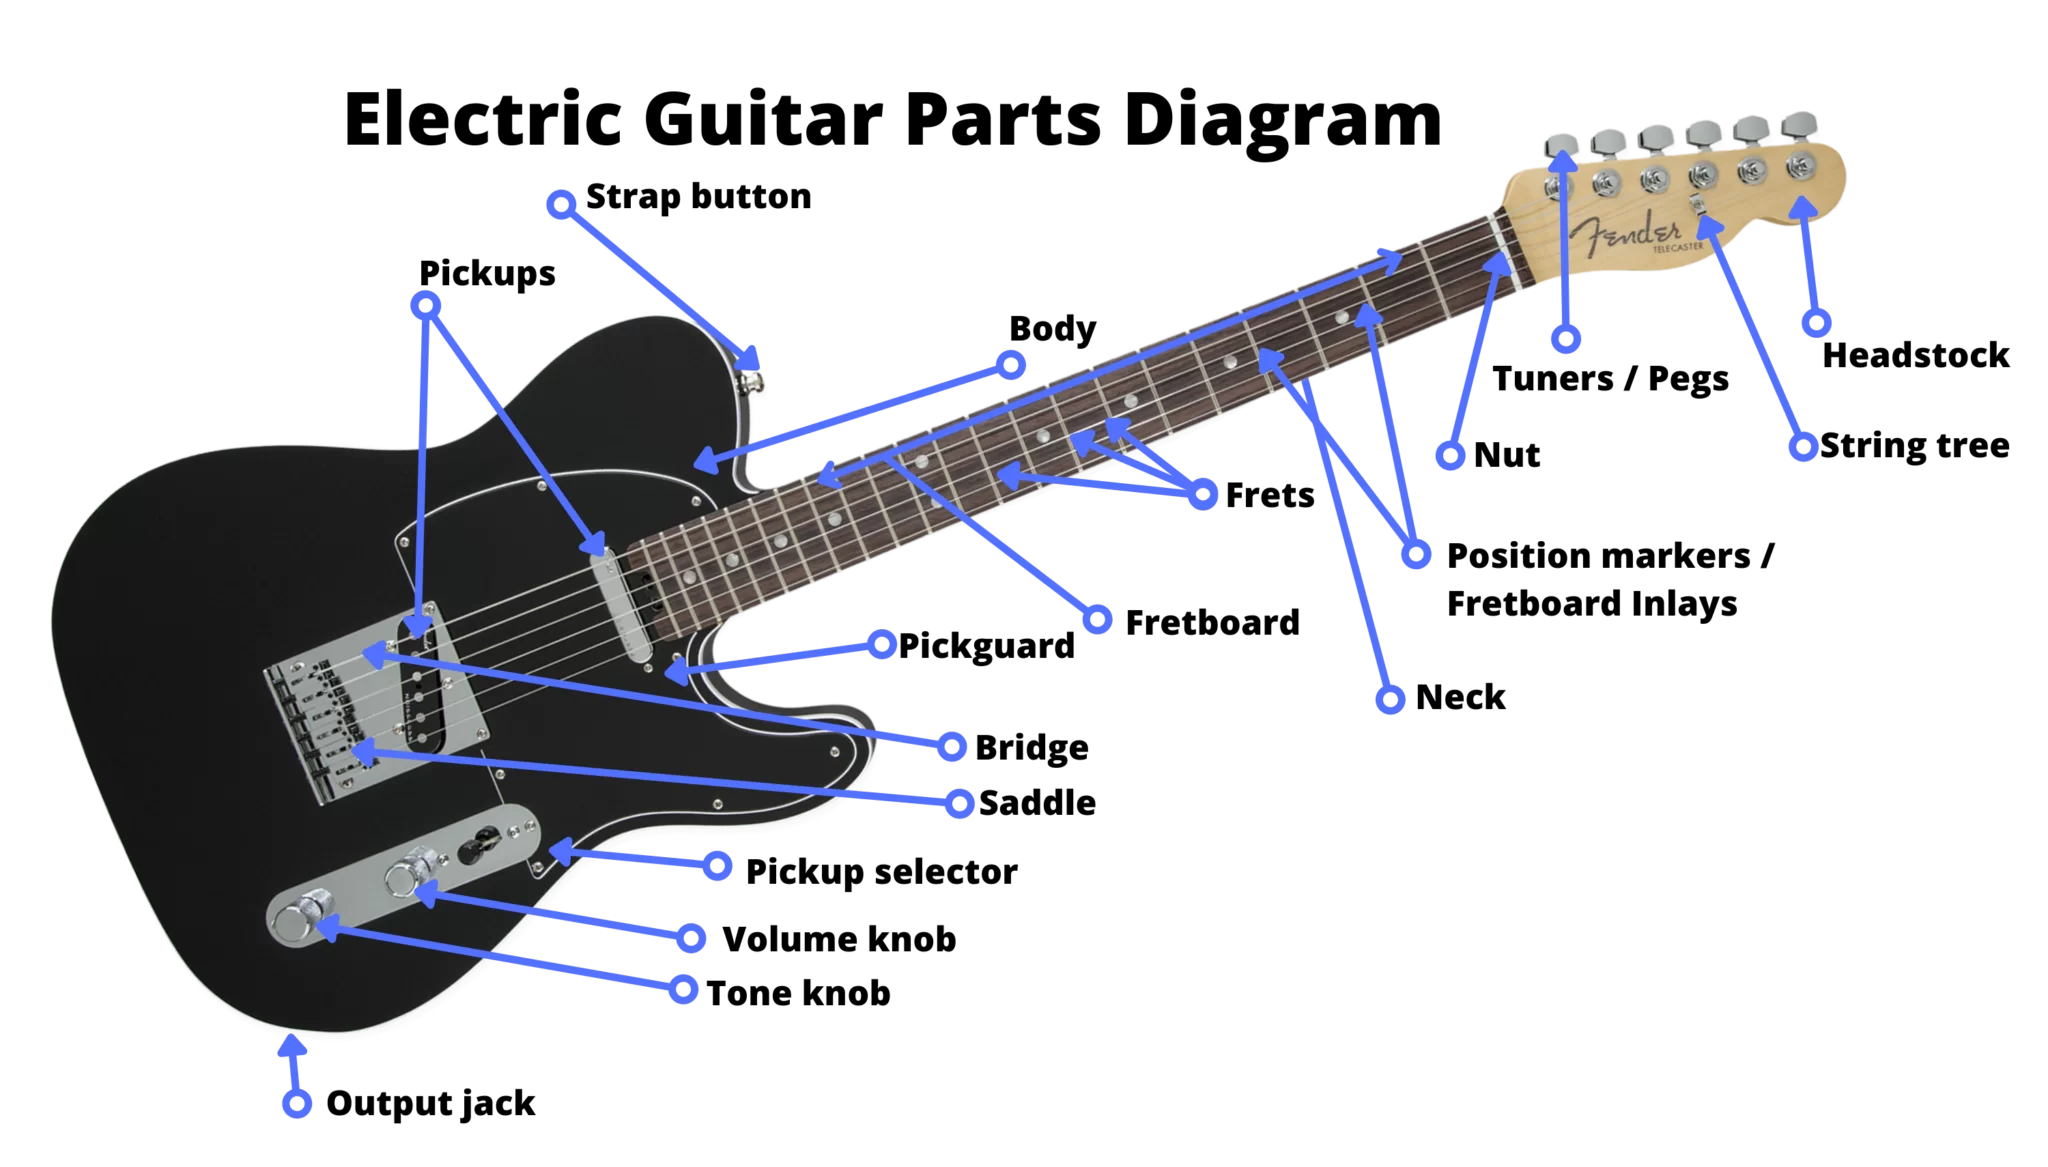 Electric Guitar Parts Diagram
Strap button
Pickups
Body
Fender
TELECASTER
Headstock
Tuners / Pegs
String tree
Nut
Frets
Position markers /
Fretboard Inlays
Fretboard
Pickguard
Neck
Bridge
Saddle
Pickup selector
Volume knob
Tone knob
Output jack